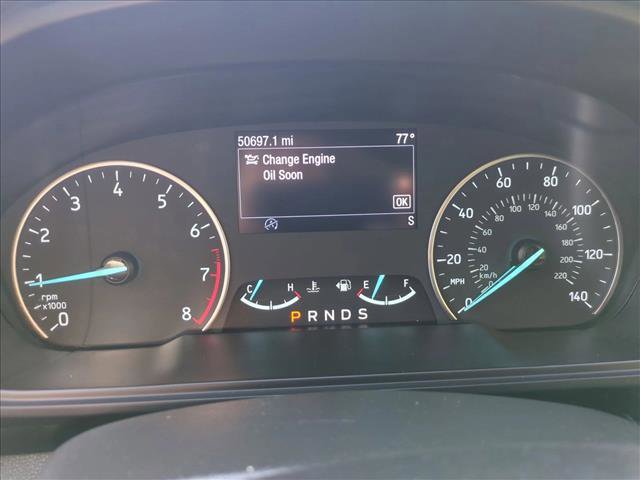 50697.1 mi 77°
Change Engine
Oil Soon
OK
S
0 1 2 3 4 5 6 7 8
rpm
x1000
C H
E F
P R N D S
0 20 40 60 80 100 120 140
MPH
0 20 40 60 80 100 120 140 160 180 200 220
km/h